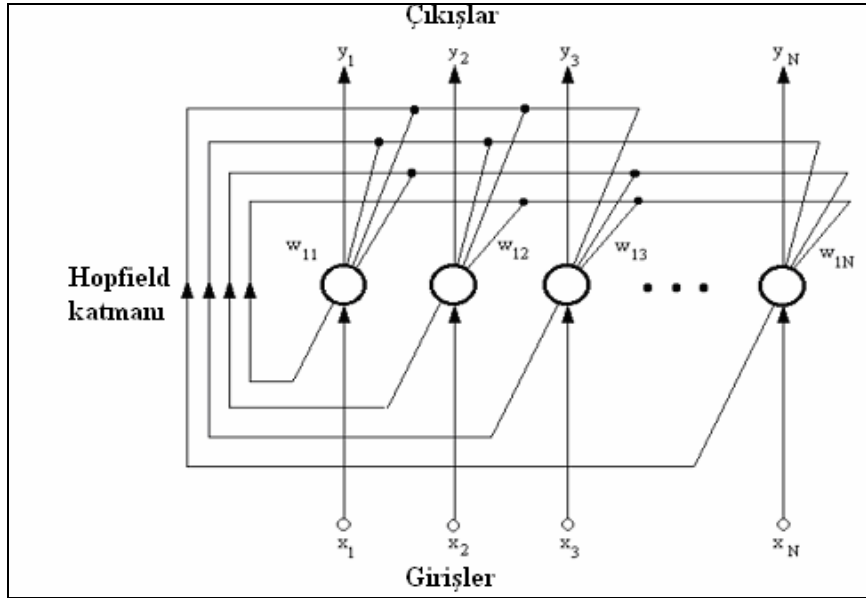 Çıkışlar
y1 y2 y3 yN
w11 w12 w13 w1N
Hopfield
katmanı
x1 x2 x3 xN
Girişler